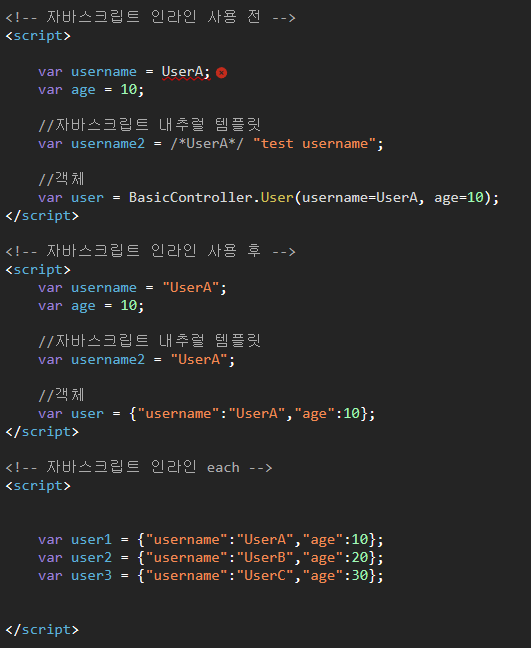 <!-- 자바스크립트 인라인 사용 전 -->
<script>
var username = UserA;
var age = 10;
//자바스크립트 내추럴 템플릿
var username2 = /*UserA*/ "test username";
//객체
var user = BasicController.User(username=UserA, age=10);
</script>
<!-- 자바스크립트 인라인 사용 후 -->
<script>
var username = "UserA";
var age = 10;
//자바스크립트 내추럴 템플릿
var username2 = "UserA";
//객체
var user = {"username":"UserA","age":10};
</script>
<!-- 자바스크립트 인라인 each -->
<script>
var user1 = {"username":"UserA","age":10};
var user2 = {"username":"UserB","age":20};
var user3 = {"username":"UserC","age":30};
</script>